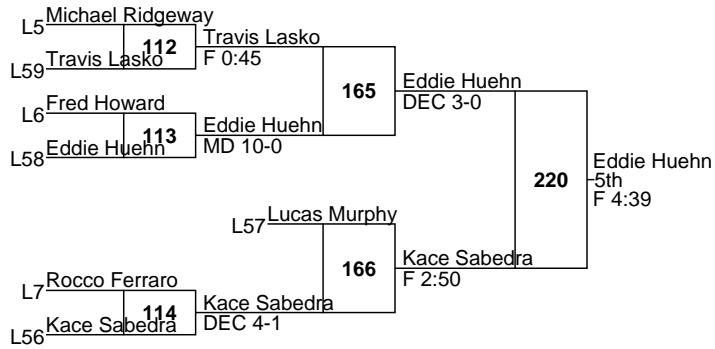 L5 Michael Ridgeway
112
Travis Lasko
F 0:45
L59 Travis Lasko
165
Eddie Huehn
DEC 3-0
L6 Fred Howard
113
Eddie Huehn
MD 10-0
L58 Eddie Huehn
220
Eddie Huehn
5th
F 4:39
L57 Lucas Murphy
166
Kace Sabedra
F 2:50
L7 Rocco Ferraro
114
Kace Sabedra
DEC 4-1
L56 Kace Sabedra